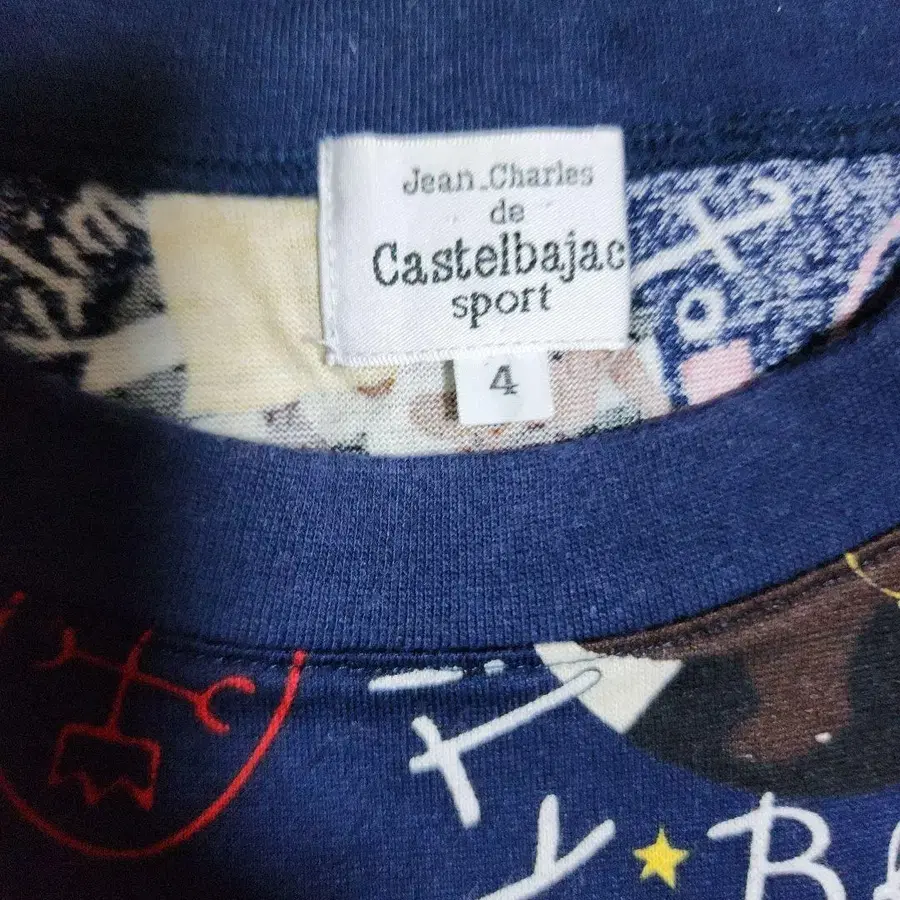 Jean_Charles
de
Castelbajac
sport
4
B